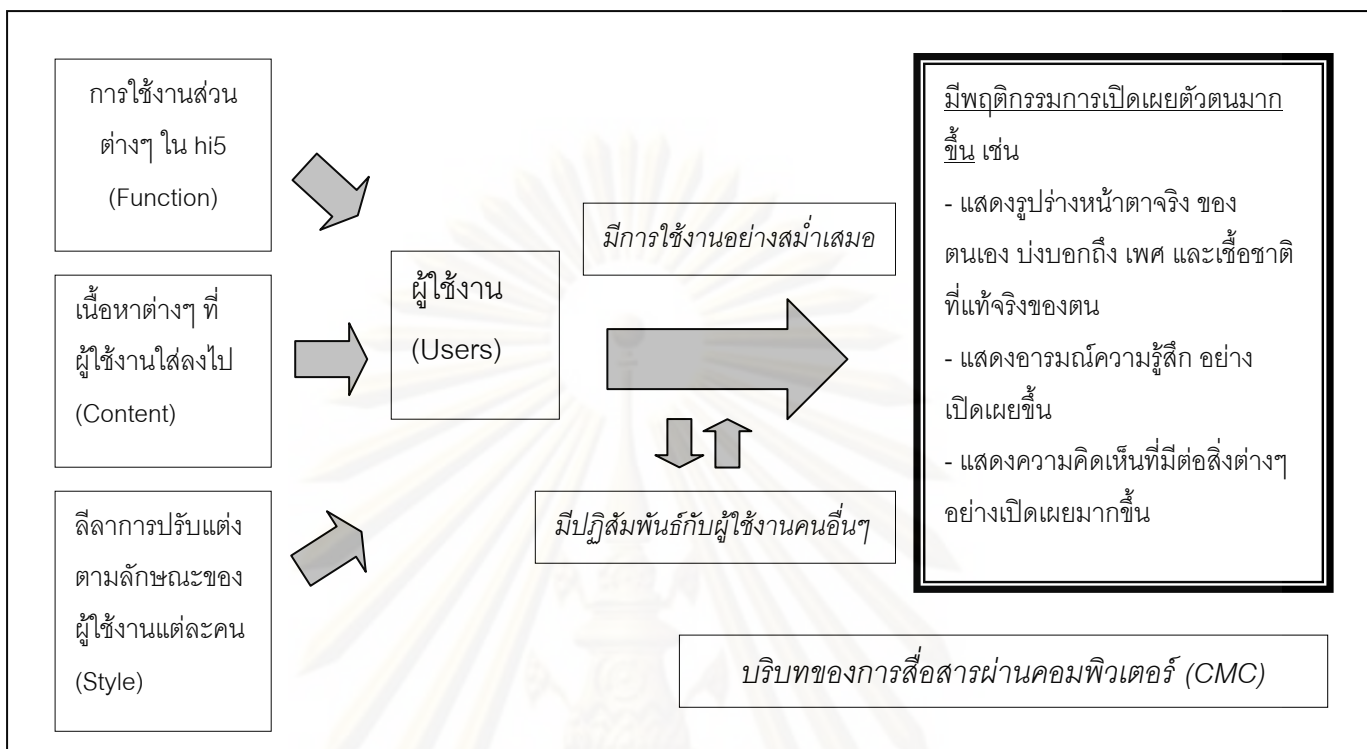 การใช้งานส่วน
ต่างๆ ใน hi5
(Function)
เนื้อหาต่างๆ ที่
ผู้ใช้งานใส่ลงไป
(Content)
ลีลาการปรับแต่ง
ตามลักษณะของ
ผู้ใช้งานแต่ละคน
(Style)
ผู้ใช้งาน
(Users)
มีการใช้งานอย่างสม่ำเสมอ
มีปฏิสัมพันธ์กับผู้ใช้งานคนอื่นๆ
มีพฤติกรรมการเปิดเผยตัวตนมาก
ขึ้น เช่น
- แสดงรูปร่างหน้าตาจริง ของ
ตนเอง บ่งบอกถึง เพศ และเชื้อชาติ
ที่แท้จริงของตน
- แสดงอารมณ์ความรู้สึก อย่าง
เปิดเผยขึ้น
- แสดงความคิดเห็นที่มีต่อสิ่งต่างๆ
อย่างเปิดเผยมากขึ้น
บริบทของการสื่อสารผ่านคอมพิวเตอร์ (CMC)